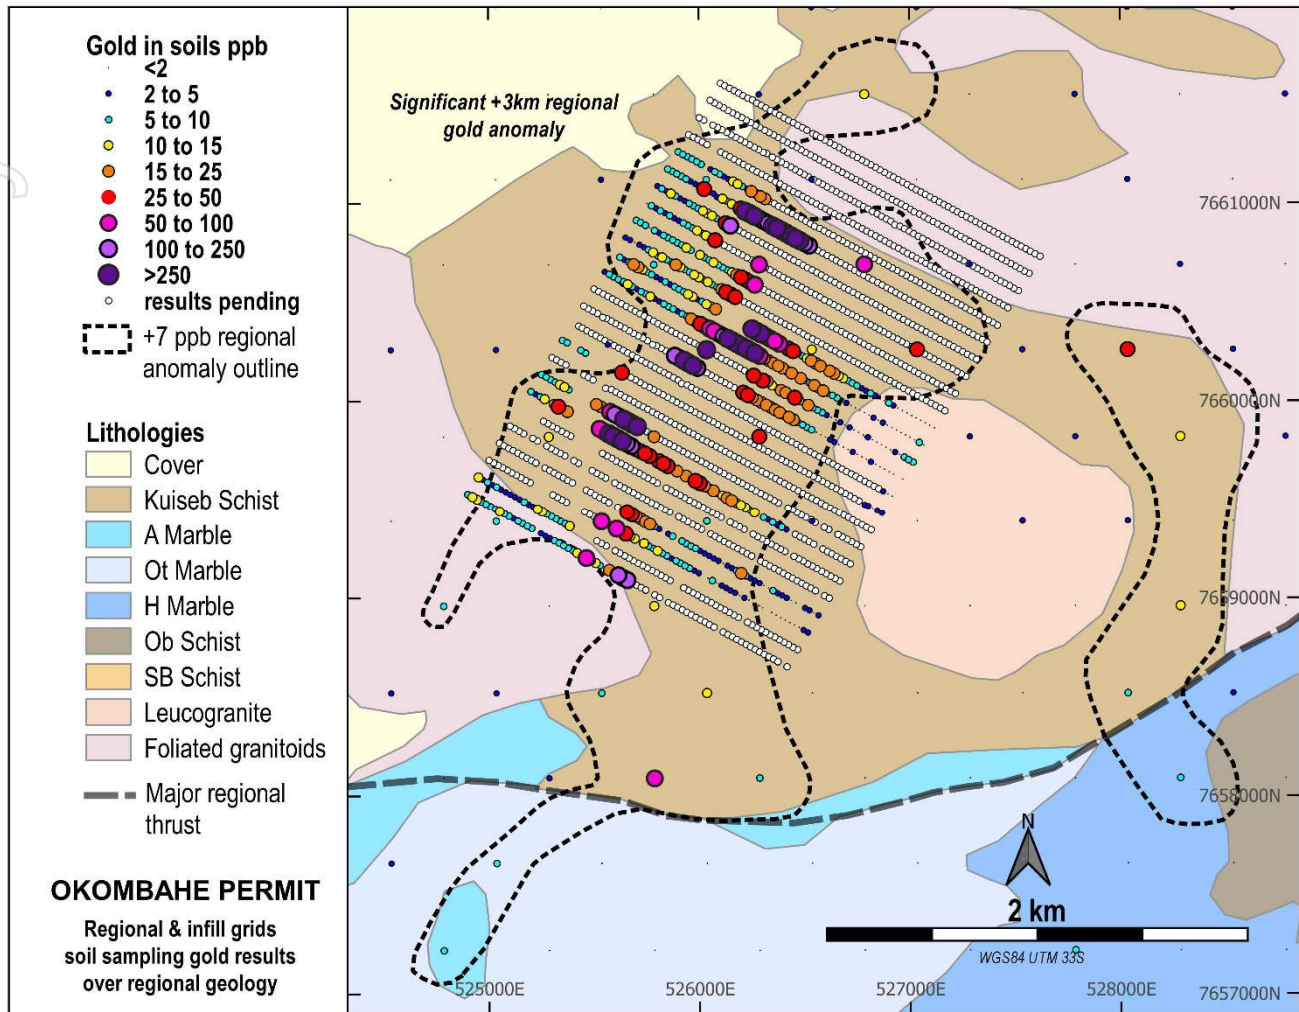 Gold in soils ppb
<2
2 to 5
5 to 10
10 to 15
15 to 25
25 to 50
50 to 100
100 to 250
>250
results pending
+7 ppb regional
anomaly outline
Lithologies
Cover
Kuiseb Schist
A Marble
Ot Marble
H Marble
Ob Schist
SB Schist
Leucogranite
Foliated granitoids
Major regional
thrust
OKOMBAHE PERMIT
Regional & infill grids
soil sampling gold results
over regional geology
Significant +3km regional
gold anomaly
7661000N
7660000N
7659000N
7658000N
N
2 km
WGS84 UTM 33S
525000E
526000E
527000E
528000E
7657000N